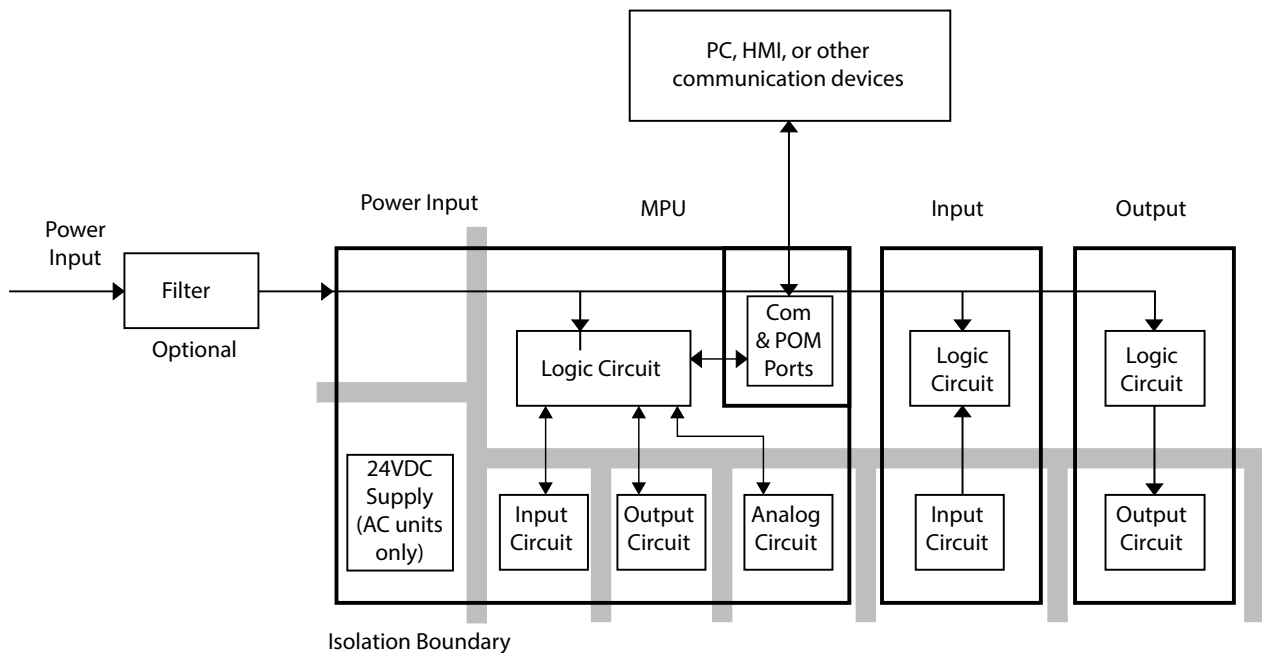 PC, HMI, or other
communication devices
Power Input
MPU
Input
Output
Power
Input
Filter
Optional
Com
& POM
Ports
Logic Circuit
Logic
Circuit
Logic
Circuit
24VDC
Supply
(AC units
only)
Input
Circuit
Output
Circuit
Analog
Circuit
Input
Circuit
Output
Circuit
Isolation Boundary